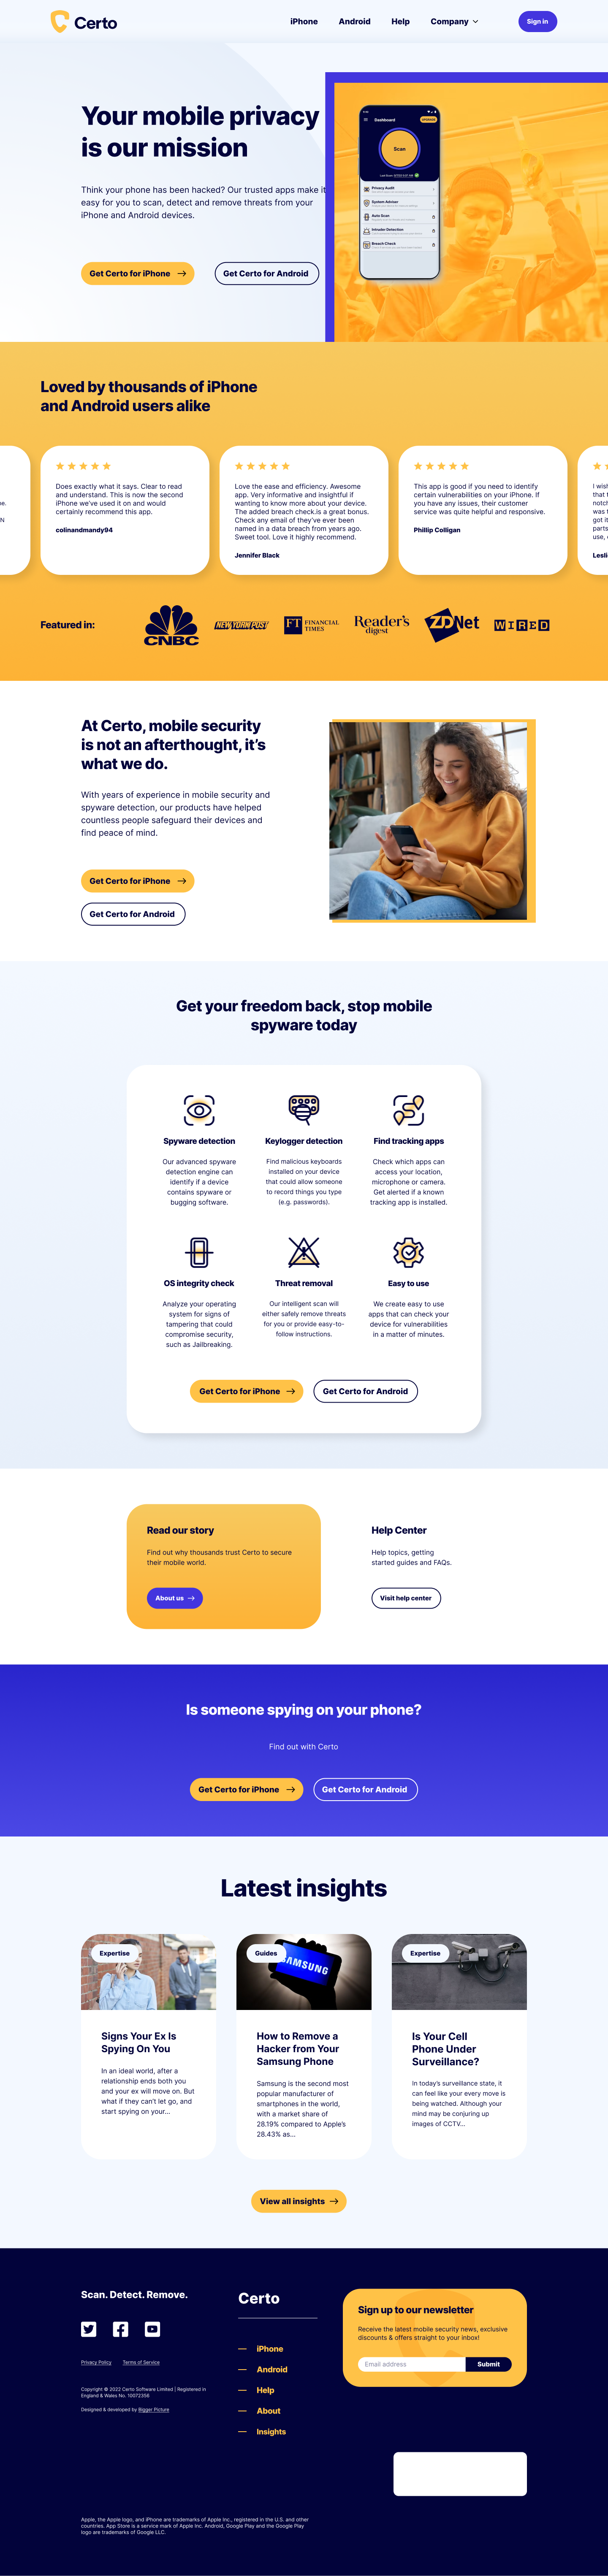 Certo
iPhone
Android
Help
Company
Sign in
Your mobile privacy
is our mission
Think your phone has been hacked? Our trusted apps make it
easy for you to scan, detect and remove threats from your
iPhone and Android devices.
Get Certo for iPhone
Get Certo for Android
Dashboard
Scan
Privacy Audit
System Advisor
Auto Scan
Intruder Detection
Breach Check
Loved by thousands of iPhone
and Android users alike
Does exactly what it says. Clear to read
and understand. This is now the second
iPhone we've used it on and would
certainly recommend this app.
colinandmandy94
Love the ease and efficiency. Awesome
app. Very informative and insightful if
wanting to know more about your device.
The added breach check.is a great bonus.
Check any email of they've ever been
named in a data breach from years ago.
Sweet tool. Love it highly recommend.
Jennifer Black
This app is good if you need to identify
certain vulnerabilities on your iPhone. If
you have any issues, their customer
service was quite helpful and responsive.
Phillip Colligan
Featured in:
CNBC
NEW YORK POST
FT FINANCIAL
TIMES
Reader's
digest
ZDNet
WIRED
At Certo, mobile security
is not an afterthought, it's
what we do.
With years of experience in mobile security and
spyware detection, our products have helped
countless people safeguard their devices and
find peace of mind.
Get Certo for iPhone
Get Certo for Android
Get your freedom back, stop mobile
spyware today
Spyware detection
Our advanced spyware
detection engine can
identify if a device
contains spyware or
bugging software.
Keylogger detection
Find malicious keyboards
installed on your device
that could allow someone
to record things you type
(e.g. passwords).
Find tracking apps
Check which apps can
access your location,
microphone or camera.
Get alerted if a known
tracking app is installed.
OS integrity check
Analyze your operating
system for signs of
tampering that could
compromise security,
such as Jailbreaking.
Threat removal
Our intelligent scan will
either safely remove threats
for you or provide easy-to-
follow instructions.
Easy to use
We create easy to use
apps that can check your
device for vulnerabilities
in a matter of minutes.
Get Certo for iPhone
Get Certo for Android
Read our story
Find out why thousands trust Certo to secure
their mobile world.
About us
Help Center
Help topics, getting
started guides and FAQs.
Visit help center
Is someone spying on your phone?
Find out with Certo
Get Certo for iPhone
Get Certo for Android
Latest insights
Expertise
Signs Your Ex Is
Spying On You
In an ideal world, after a
relationship ends both you
and your ex will move on. But
what if they can't let go, and
start spying on your...
Guides
SAMSUNG
How to Remove a
Hacker from Your
Samsung Phone
Samsung is the second most
popular manufacturer of
smartphones in the world,
with a market share of
28.19% compared to Apple's
28.43% as...
Expertise
Is Your Cell
Phone Under
Surveillance?
In today's surveillance state, it
can feel like your every move is
being watched. Although your
mind may be conjuring up
images of CCTV...
View all insights
Scan. Detect. Remove.
Privacy Policy
Terms of Service
Copyright © 2022 Certo Software Limited | Registered in
England & Wales No. 10072356
Designed & developed by Bigger Picture
Certo
iPhone
Android
Help
About
Insights
Sign up to our newsletter
Receive the latest mobile security news, exclusive
discounts & offers straight to your inbox!
Email address
Submit
Apple, the Apple logo, and iPhone are trademarks of Apple Inc., registered in the U.S. and other
countries. App Store is a service mark of Apple Inc. Android, Google Play and the Google Play
logo are trademarks of Google LLC.